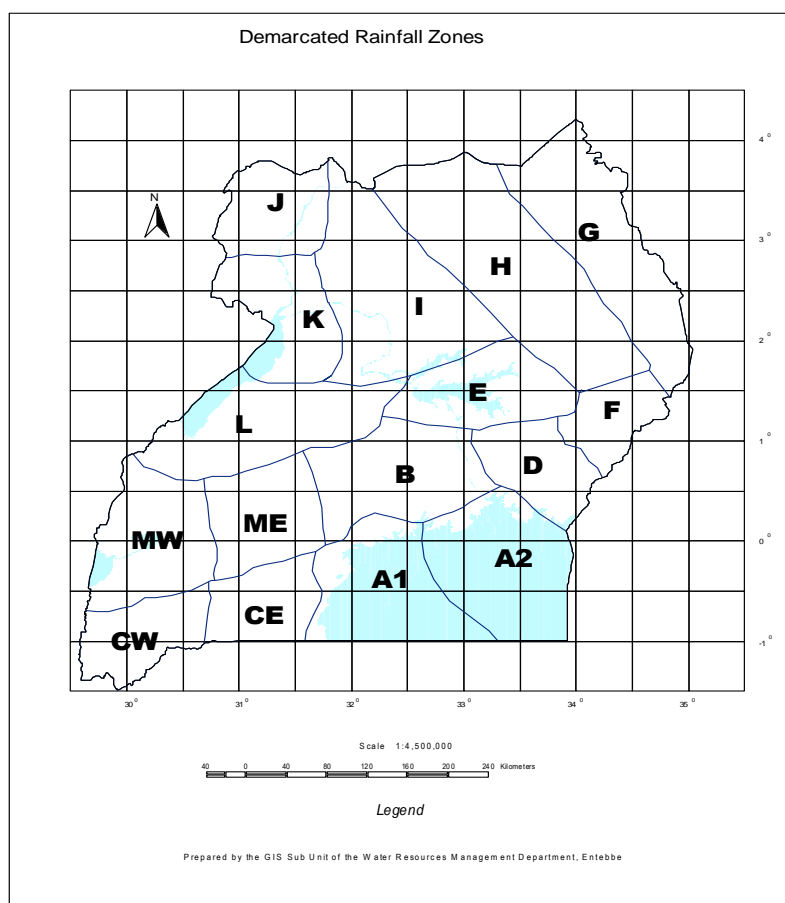 Demarcated Rainfall Zones
4°
N
J
G
3°
H
I
K
2°
E
F
L
1°
B
D
ME
MW
0°
A2
A1
CE
CW
-1°
30° 31° 32° 33° 34° 35°
Scale 1:4,500,000
40 0 40 80 120 160 200 240 Kilometers
Legend
Prepared by the GIS Sub Unit of the Water Resources Management Department, Entebbe